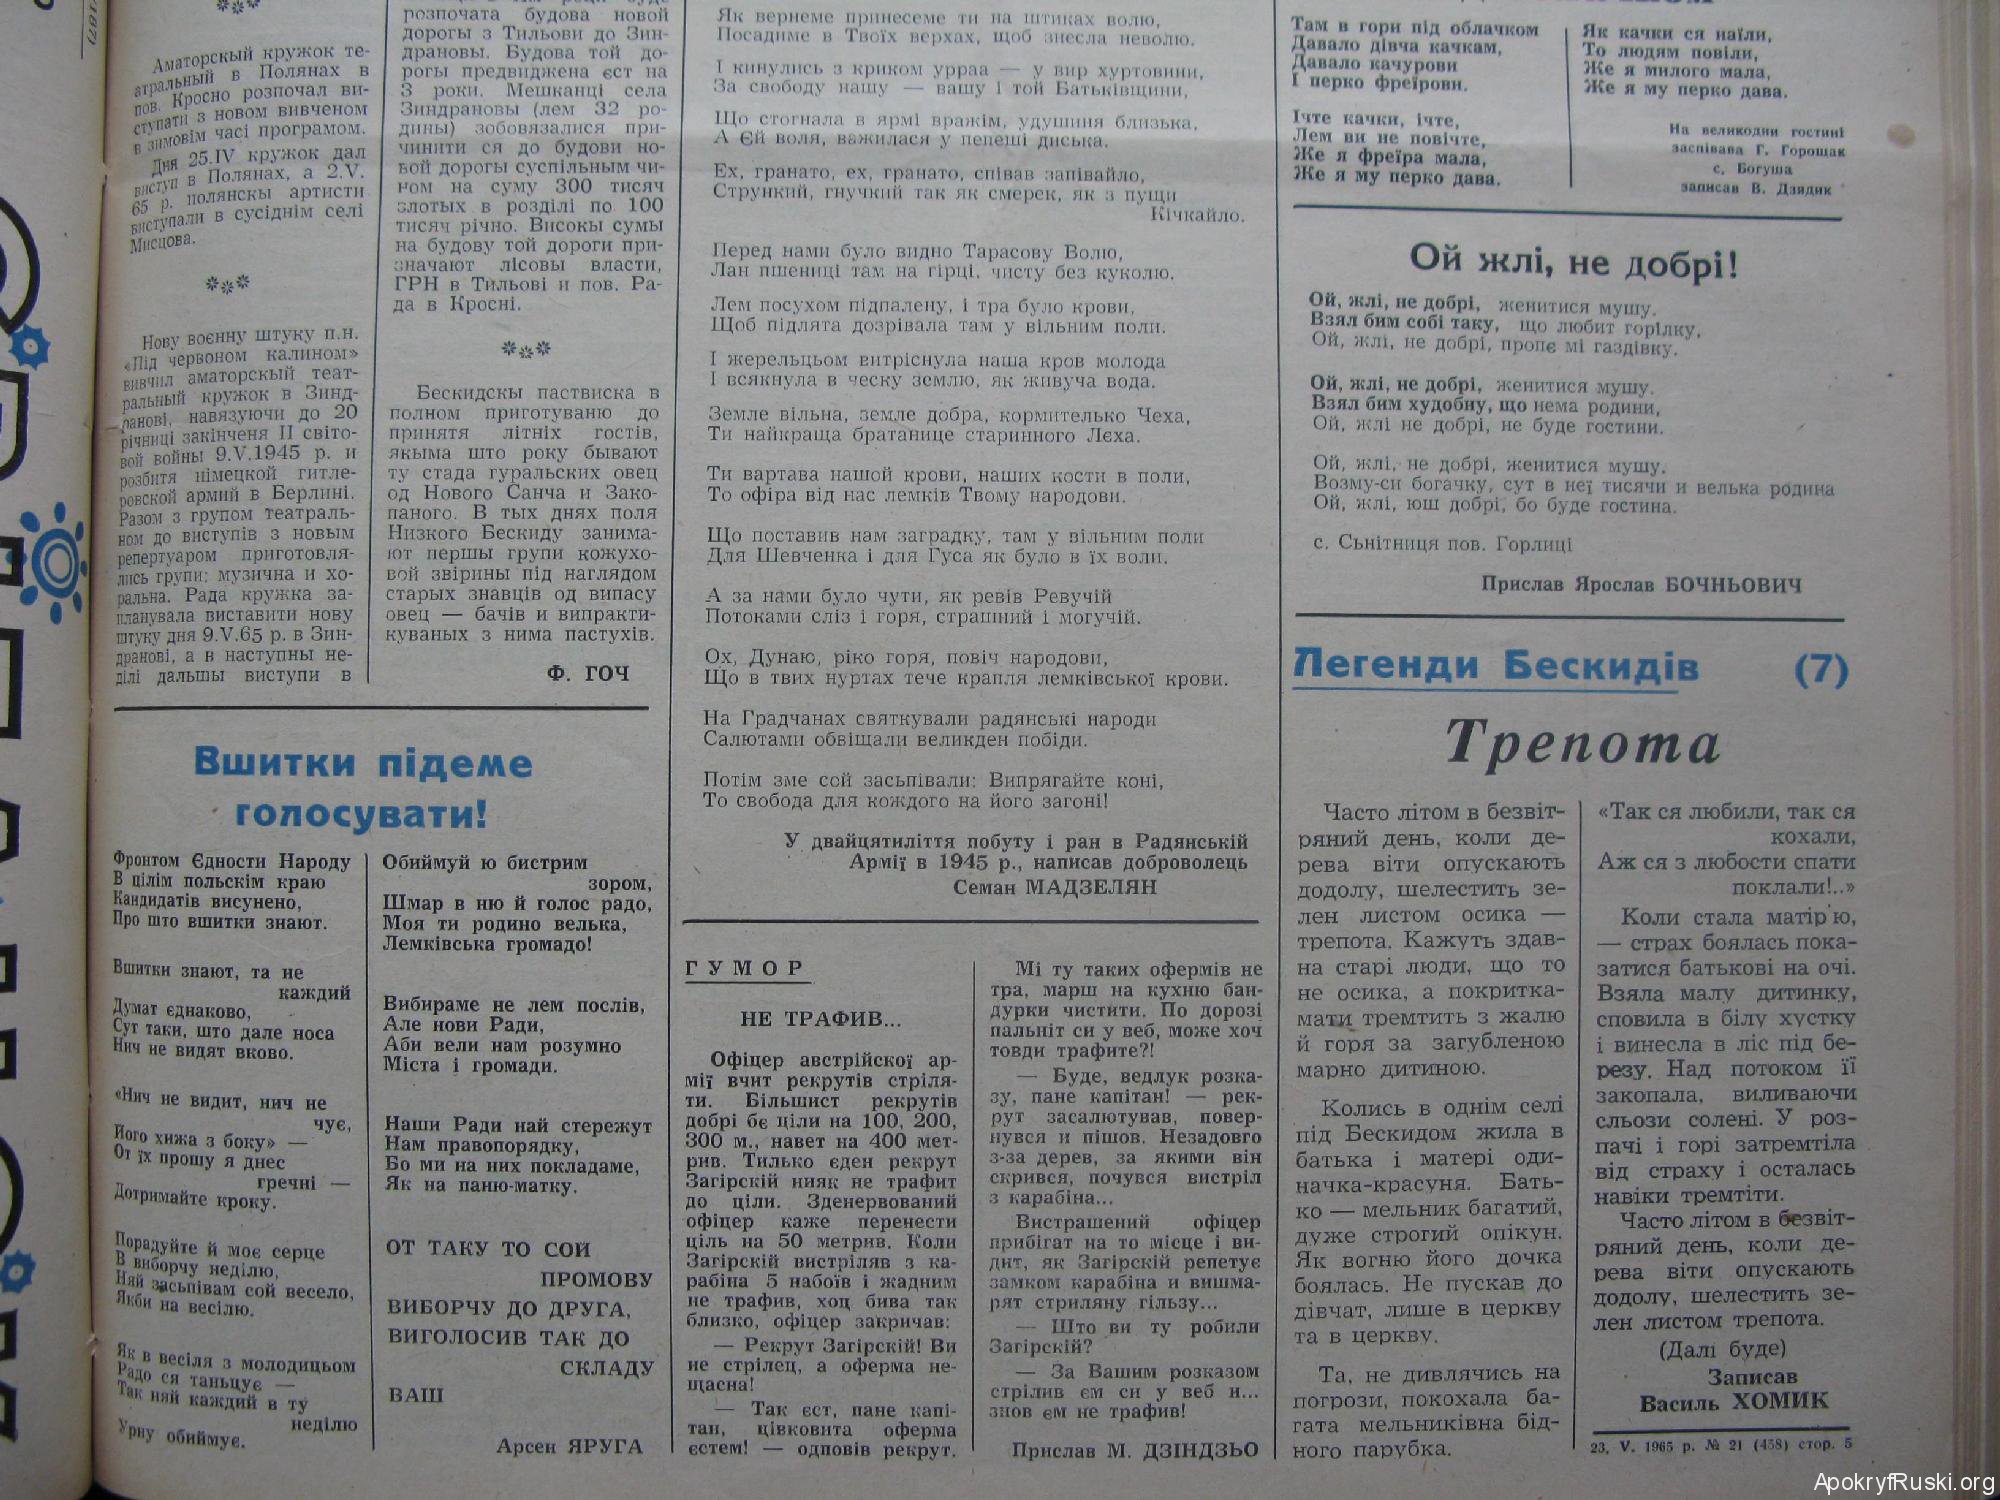 Аматорскый кружок те-
атральный в Полянах в
пов. Кросно розпочал ви-
ступати з новом вивченом
в зимовім часі програмом.
Дня 25.IV кружок дал
виступ в Полянах, а 2.V.
65 р. полянскы артисти
виступали в сусіднім селі
Мисцова.
***
Нову воєнну штуку п.н.
«Під червоном калином»
вивчил аматорскый теат-
ральный кружок в Зинд-
ранові, навязуючи до 20
річниці закінченя II світо-
вой войны 9.V.1945 р. и
розбитя німецкой гитле-
ровской армий в Берлині.
Разом з групом театраль-
ном до виступів з новым
репертуаром приготовля-
лись групи: музична и хо-
ральна. Рада кружка за-
планувала виставити нову
штуку дня 9.V.65 р. в Зин-
дранові, а в наступны не-
ділі дальшы виступи в
розпочата будова новой
дорогы з Тильови до Зин-
драновы. Будова той до-
рогы предвиджена єст на
3 роки. Мешканці села
Зиндрановы (лем 32 ро-
дины) зобовязалися при-
чинити ся до будови но-
вой дорогы суспільным чи-
ном на суму 300 тисяч
злотых в розділі по 100
тисяч річно. Високы сумы
на будову той дороги при-
значают лісовы власти,
ГРН в Тильові и пов. Ра-
да в Кросні.
***
Бескидскы паствиска в
полном приготуваню до
принятя літніх гостів,
якыма што року бывают
ту стада гуральских овец
од Нового Санча и Зако-
паного. В тых днях поля
Низкого Бескиду занима-
ют першы групи кожухо-
вой звірины під наглядом
старых знавців од випасу
овец — бачів и випракти-
куваных з нима пастухів.
Ф. ГОЧ
Вшитки підеме
голосувати!
Фронтом Єдности Народу
В цілім польскім краю
Кандидатів висунено,
Про што вшитки знают.
Вшитки знают, та не
каждий
Думат єднаково,
Сут таки, што дале носа
Нич не видят вково.
«Нич не видит, нич не
чує,
Його хижа з боку» —
От їх прошу я днес
гречні —
Дотримайте кроку.
Порадуйте й моє серце
В виборчу неділю,
Няй засьпівам сой весело,
Якби на весілю.
Як в весіля з молодицьом
Радо ся таньцує —
Так няй каждий в ту
неділю
Урну обиймує.
Обиймуй ю бистрим
зором,
Шмар в ню й голос радо,
Моя ти родино велька,
Лемківська громадо!
Вибираме не лем послів,
Але нови Ради,
Аби вели нам розумно
Міста і громади.
Наши Ради най стережут
Нам правопорядку,
Бо ми на них покладаме,
Як на паню-матку.
ОТ ТАКУ ТО СОЙ
ПРОМОВУ
ВИБОРЧУ ДО ДРУГА,
ВИГОЛОСИВ ТАК ДО
СКЛАДУ
ВАШ
Арсен ЯРУГА
Як вернеме принесеме ти на штиках волю,
Посадиме в Твоїх верхах, щоб знесла неволю.
І кинулись з криком урраа — у вир хуртовини,
За свободу нашу — вашу і той Батьківщини,
Що стогнала в ярмі вражім, удушиня близька,
А Єй воля, важилася у пепеші диська.
Ех, гранато, ех, гранато, співав запівайло,
Стрункий, гнучкий так як смерек, як з пущи
Кічкайло.
Перед нами було видно Тарасову Волю,
Лан пшениці там на гірці, чисту без куколю.
Лем посухом підпалену, і тра було крови,
Щоб підлята дозрівала там у вільним поли.
І жерельцьом витріснула наша кров молода
І всякнула в ческу землю, як живуча вода.
Земле вільна, земле добра, кормителько Чеха,
Ти найкраща братанице старинного Лєха.
Ти вартава нашой крови, наших кости в поли,
То офіра від нас лемків Твому народови.
Що поставив нам заградку, там у вільним поли
Для Шевченка і для Гуса як було в їх воли.
А за нами було чути, як ревів Ревучій
Потоками сліз і горя, страшний і могучій.
Ох, Дунаю, ріко горя, повіч народови,
Що в твих нуртах тече крапля лемківської крови.
На Градчанах святкували радянські народи
Салютами обвіщали великден побіди.
Потім зме сой засьпівали: Випрягайте коні,
То свобода для кождого на його загоні!
У двайцятиліття побуту і ран в Радянській
Армії в 1945 р., написав доброволець
Семан МАДЗЕЛЯН
ГУМОР
НЕ ТРАФИВ...
Офіцер австрійскої ар-
мії вчит рекрутів стріля-
ти. Більшист рекрутів
добрі бє ціли на 100, 200,
300 м., навет на 400 мет-
рив. Тилько єден рекрут
Загірскій нияк не трафит
до ціли. Зденервований
офіцер каже перенести
ціль на 50 метрив. Коли
Загірскій вистріляв з ка-
рабіна 5 набоїв і жадним
не трафив, хоц бива так
близко, офіцер закричав:
— Рекрут Загірскій! Ви
не стрілец, а оферма не-
щасна!
— Так єст, пане капі-
тан, цівковита оферма
єстем! — одповів рекрут.
Мі ту таких офермів не
тра, марш на кухню бан-
дурки чистити. По дорозі
пальніт си у веб, може хоч
товди трафите?!
— Буде, ведлук розка-
зу, пане капітан! — рек-
рут засалютував, повер-
нувся и пішов. Незадовго
з-за дерев, за якими він
скрився, почувся вистріл
з карабіна...
Вистрашений офіцер
прибігат на то місце і ви-
дит, як Загірскій репетує
замком карабіна и вишма-
рят стриляну гільзу...
— Што ви ту робили
Загірскій?
— За Вашим розказом
стрілив єм си у веб и...
знов єм не трафив!
Прислав М. ДЗІНДЗЬО
Там в гори під облачком
Давало дівча качкам,
Давало качурови
І перко фреїрови.
Ічте качки, ічте,
Лем ви не повічте,
Же я фреїра мала,
Же я му перко дава.
Як качки ся наїли,
То людям повіли,
Же я милого мала,
Же я му перко дава.
На великодни гостині
заспівана Г. Горощак
с. Богуша
записав В. Дзядик
Ой жлі, не добрі!
Ой, жлі, не добрі, женитися мушу.
Взял бим собі таку, що любит горілку,
Ой, жлі, не добрі, пропє мі газдівку.
Ой, жлі, не добрі, женитися мушу.
Взял бим худобну, що нема родини,
Ой, жлі не добрі, не буде гостини.
Ой, жлі, не добрі, женитися мушу.
Возму-си богачку, сут в неї тисячи и велька родина
Ой, жлі, юш добрі, бо буде гостина.
с. Сьнітниця пов. Горлиці
Прислав Ярослав БОЧНЬОВИЧ
Легенди Бескидів (7)
Трепота
Часто літом в безвіт-
ряний день, коли де-
рева віти опускають
додолу, шелестить зе-
лен листом осика —
трепота. Кажуть здав-
на старі люди, що то
не осика, а покритка-
мати тремтить з жалю
й горя за загубленою
марно дитиною.
Колись в однім селі
під Бескидом жила в
батька і матері оди-
начка-красуня. Бать-
ко — мельник багатий,
дуже строгий опікун.
Як вогню його дочка
боялась. Не пускав до
дівчат, лише в церкву
та в церкву.
Та, не дивлячись на
погрози, покохала ба-
гата мельниківна бід-
ного парубка.
«Так ся любили, так ся
кохали,
Аж ся з любости спати
поклали!..»
Коли стала матір'ю,
— страх боялась пока-
затися батькові на очі.
Взяла малу дитинку,
сповила в білу хустку
і винесла в ліс під бе-
резу. Над потоком її
закопала, виливаючи
сльози солені. У роз-
пачі і горі затремтіла
від страху і осталась
навіки тремтіти.
Часто літом в безвіт-
ряний день, коли де-
рева віти опускають
додолу, шелестить зе-
лен листом трепота.
(Далі буде)
Записав
Василь ХОМИК
23. V. 1965 р. № 21 (458) стор. 5
ApokryfRuski.org